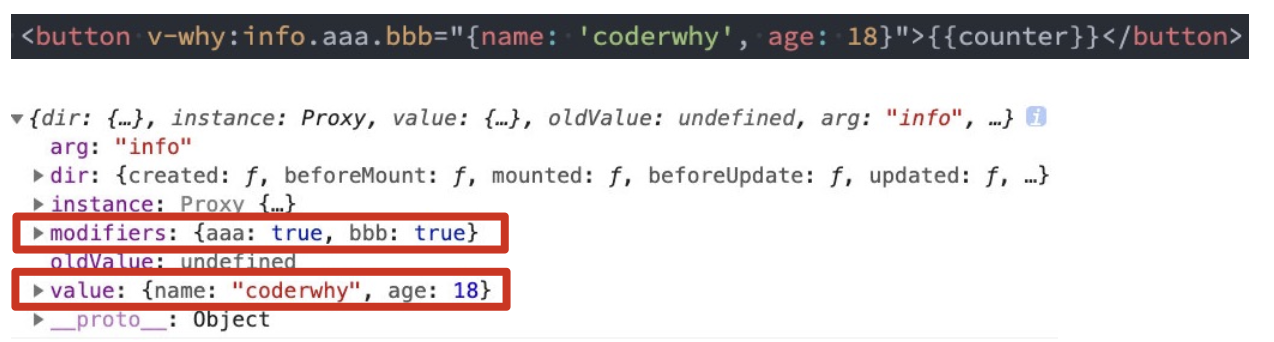 <button v-why:info.aaa.bbb="{name: 'coderwhy', age: 18}">{{counter}}</button>
▼{dir: {…}, instance: Proxy, value: {…}, oldValue: undefined, arg: "info", …} i
arg: "info"
▶dir: {created: ƒ, beforeMount: ƒ, mounted: ƒ, beforeUpdate: ƒ, updated: ƒ, …}
▶instance: Proxy {…}
▶modifiers: {aaa: true, bbb: true}
oldValue: undefined
▶value: {name: "coderwhy", age: 18}
▶__proto__: Object